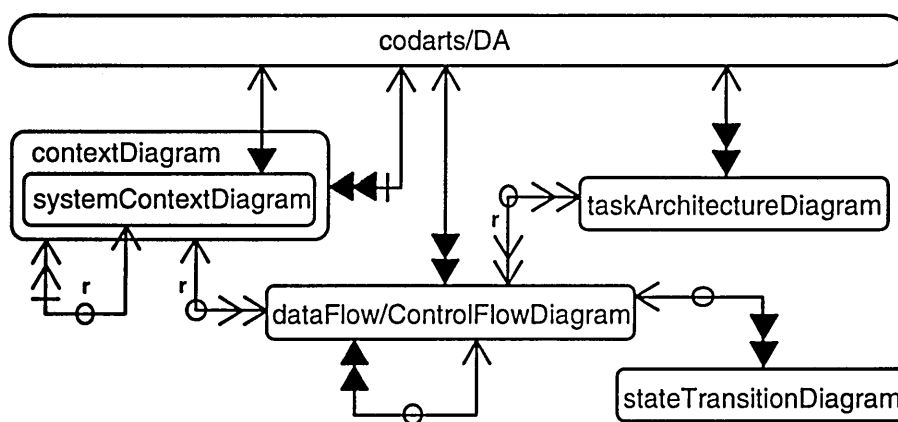 codarts/DA
contextDiagram
systemContextDiagram
taskArchitectureDiagram
r
r
r
dataFlow/ControlFlowDiagram
stateTransitionDiagram